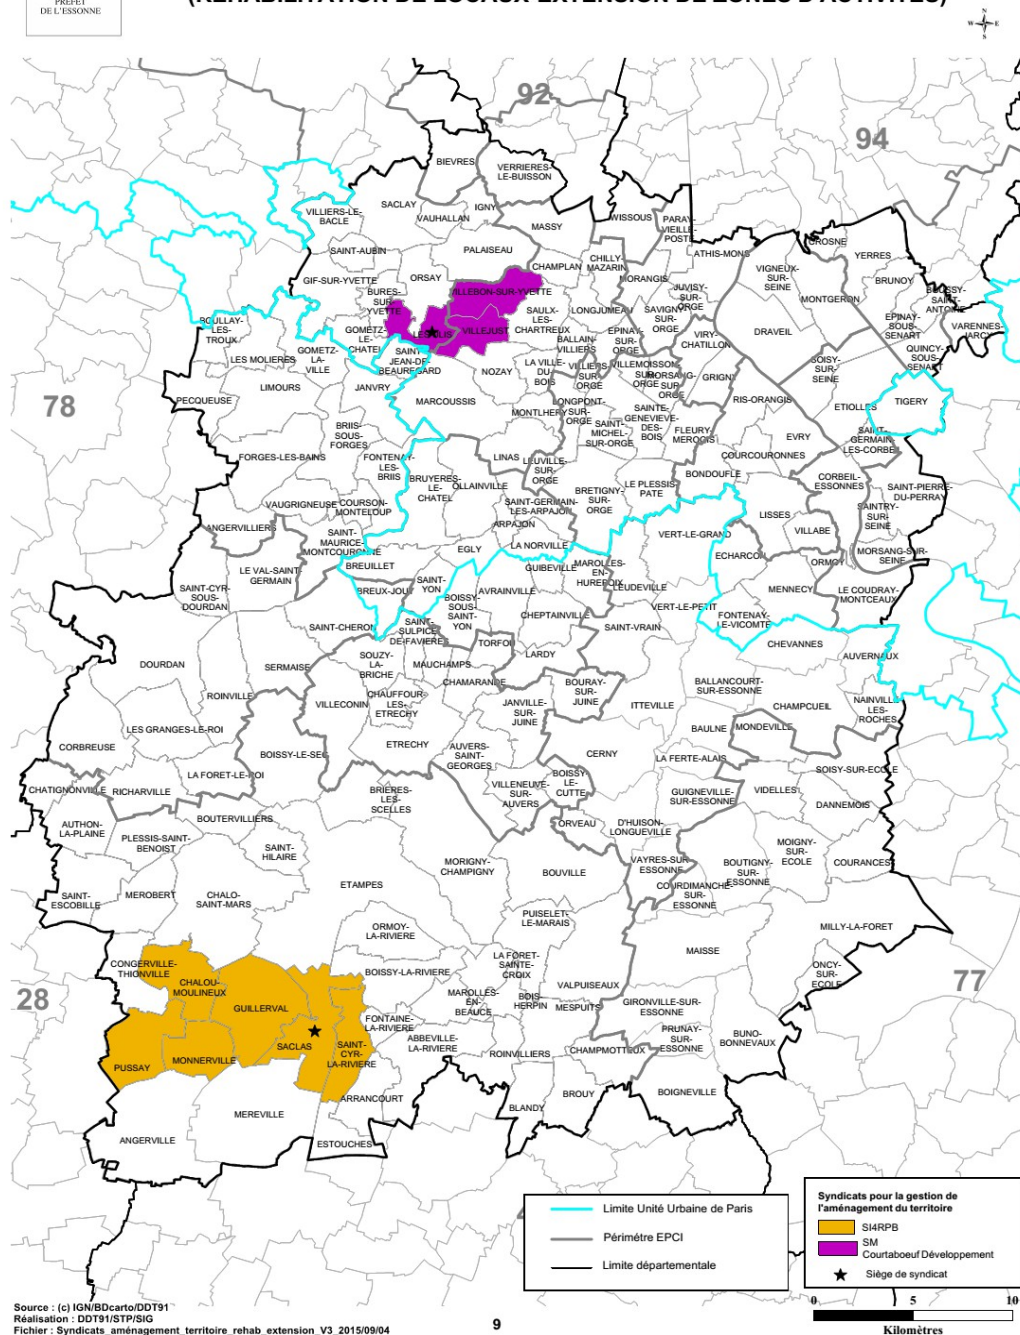 PREFET
DE L'ESSONNE
(REHABILITATION DE LOCAUX-EXTENSION DE ZONES D'ACTIVITES)
N
W
E
S
92
94
BIEVRES
VERRIERES-
LE-BUISSON
SACLAY
IGNY
VAUHALLAN
VILLIERS-LE-
BACLE
WISSOUS
PARAY-
VIEILLE-
POSTE
MASSY
SAINT-AUBIN
PALAISEAU
ATHIS-MONS
CROSNE
YERRES
CHILLY-
MAZARIN
CHAMPLAN
MORANGIS
VIGNEUX-
SUR-
SEINE
BRUNOY
GIF-SUR-YVETTE
ORSAY
BURES-
SUR-
YVETTE
VILLEBON-SUR-YVETTE
JUVISY-
SUR-
ORGE
MONTGERON
BOUSSY-
SAINT-
ANTOINE
LONGJUMEAU
SAVIGNY-
SUR-
ORGE
SAULX-
LES-
CHARTREUX
EPINAY-
SOUS-
SENART
VARENNES-
JARCY
BOULLAY-
LES-
TROUX
GOMETZ-
LE-
CHATEL
LES ULIS
VILLEJUST
EPINAY-
SUR-
ORGE
VIRY-
CHATILLON
DRAVEIL
BALLAIN-
VILLIERS
QUINCY-
SOUS-
SENART
LES MOLIERES
GOMETZ-
LA-
VILLE
SAINT-
JEAN-DE-
BEAUREGARD
NOZAY
LA VILLE-
DU-
BOIS
VILLIERS-
SUR-
ORGE
VILLEMOISSON-
SUR-
ORGE
MORSANG-
SUR-
ORGE
GRIGNY
SOISY-
SUR-
SEINE
78
LIMOURS
JANVRY
PECQUEUSE
MARCOUSSIS
RIS-ORANGIS
TIGERY
MONTLHERY
LONGPONT-
SUR-
ORGE
SAINTE-
GENEVIEVE-
DES-
BOIS
ETIOLLES
BRIIS-
SOUS-
FORGES
SAINT-
MICHEL-
SUR-ORGE
FLEURY-
MEROGIS
EVRY
SAINT-
GERMAIN-
LES-CORBEIL
FORGES-LES-BAINS
FONTENAY-
LES-
BRIIS
LINAS
LEUVILLE-
SUR-
ORGE
COURCOURONNES
BONDOUFLE
BRUYERES-
LE-
CHATEL
OLLAINVILLE
LE PLESSIS-
PATE
CORBEIL-
ESSONNES
SAINT-PIERRE-
DU-PERRAY
VAUGRIGNEUSE
COURSON-
MONTELOUP
SAINT-GERMAIN-
LES-ARPAJON
BRETIGNY-
SUR-
ORGE
SAINTRY-
SUR-
SEINE
ANGERVILLIERS
ARPAJON
LISSES
VILLABE
SAINT-
MAURICE-
MONTCOURONNE
LA NORVILLE
VERT-LE-GRAND
EGLY
MORSANG-SUR-
SEINE
ECHARCON
ORMOY
LE VAL-SAINT-
GERMAIN
BREUILLET
GUIBEVILLE
MAROLLES-
EN-
HUREPOIX
LEUDEVILLE
SAINT-CYR-
SOUS-
DOURDAN
BREUX-JOUY
SAINT-
YON
BOISSY-
SOUS-
SAINT-
YON
AVRAINVILLE
MENNECY
LE COUDRAY-
MONTCEAUX
VERT-LE-PETIT
CHEPTAINVILLE
FONTENAY-
LE-VICOMTE
SAINT-CHERON
SAINT-
SULPICE-
DE-FAVIERES
SAINT-VRAIN
CHEVANNES
TORFOU
LARDY
AUVERNAUX
SOUZY-
LA-
BRICHE
MAUCHAMPS
DOURDAN
SERMAISE
CHAMARANDE
BOURAY-
SUR-
JUINE
BALLANCOURT-
SUR-ESSONNE
ROINVILLE
CHAUFFOUR-
LES-
ETRECHY
VILLECONIN
JANVILLE-
SUR-
JUINE
ITTEVILLE
CHAMPCUEIL
NAINVILLE-
LES-
ROCHES
LES GRANGES-LE-ROI
BAULNE
MONDEVILLE
CORBREUSE
BOISSY-LE-SEC
ETRECHY
AUVERS-
SAINT-
GEORGES
CERNY
LA FERTE-ALAIS
SOISY-SUR-ECOLE
LA FORET-LE-ROI
CHATIGNONVILLE
RICHARVILLE
BRIERES-
LES-
SCELLES
VILLENEUVE-
SUR-
AUVERS
BOISSY-
LE-
CUTTE
GUIGNEVILLE-
SUR-ESSONNE
VIDELLES
DANNEMOIS
BOUTERVILLIERS
AUTHON-
LA-PLAINE
ORVEAU
D'HUISON-
LONGUEVILLE
PLESSIS-SAINT-
BENOIST
SAINT-
HILAIRE
MOIGNY-
SUR-
ECOLE
COURANCES
MORIGNY-
CHAMPIGNY
BOUVILLE
VAYRES-SUR-
ESSONNE
BOUTIGNY-
SUR-
ESSONNE
ETAMPES
COURDIMANCHE-
SUR-
ESSONNE
SAINT-
ESCOBILLE
MEROBERT
CHALO-
SAINT-MARS
PUISELET-
LE-MARAIS
ORMOY-
LA-RIVIERE
MILLY-LA-FORET
MAISSE
CONGERVILLE-
THIONVILLE
BOISSY-LA-RIVIERE
LA FORET-
SAINTE-
CROIX
ONCY-
SUR-
ECOLE
77
28
CHALOU-
MOULINEUX
VALPUISEAUX
MAROLLES-
EN-
BEAUCE
BOIS-
HERPIN
MESPUITS
GIRONVILLE-SUR-
ESSONNE
GUILLERVAL
FONTAINE-
LA-RIVIERE
PRUNAY-
SUR-
ESSONNE
BUNO-
BONNEVAUX
ABBEVILLE-
LA-RIVIERE
SACLAS
SAINT-
CYR-
LA-RIVIERE
ROINVILLIERS
CHAMPMOTTEUX
MONNERVILLE
PUSSAY
BROUY
BOIGNEVILLE
ARRANCOURT
BLANDY
MEREVILLE
ANGERVILLE
ESTOUCHES
Limite Unité Urbaine de Paris
Périmétre EPCI
Limite départementale
Syndicats pour la gestion de
l'aménagement du territoire
SI4RPB
SM
Courtaboeuf Développement
Siège de syndicat
0 5 10
Kilomètres
Source : (c) IGN/BDcarto/DDT91
Réalisation : DDT91/STP/SIG
Fichier : Syndicats_aménagement_territoire_rehab_extension_V3_2015/09/04
9